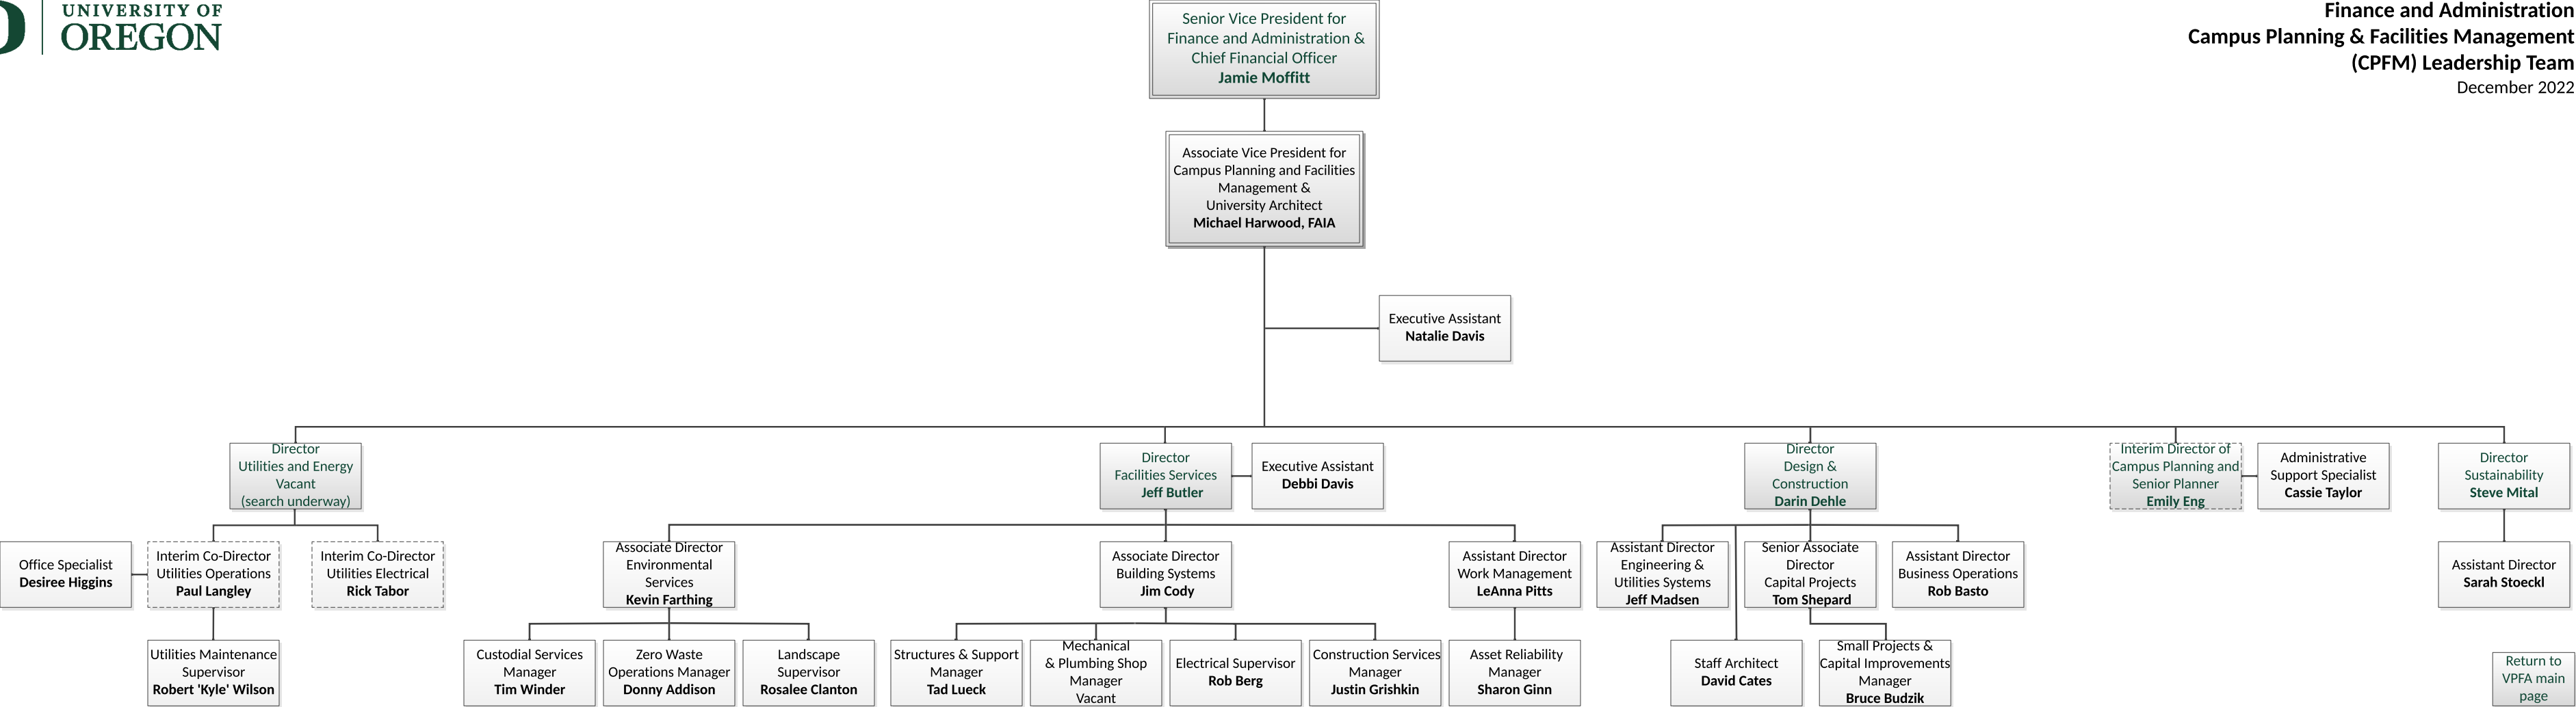 UNIVERSITY OF
OREGON
Senior Vice President for
Finance and Administration &
Chief Financial Officer
Jamie Moffitt
Finance and Administration
Campus Planning & Facilities Management
(CPFM) Leadership Team
December 2022
Associate Vice President for
Campus Planning and Facilities
Management &
University Architect
Michael Harwood, FAIA
Executive Assistant
Natalie Davis
Director
Utilities and Energy
Vacant
(search underway)
Director
Facilities Services
Jeff Butler
Executive Assistant
Debbi Davis
Director
Design &
Construction
Darin Dehle
Interim Director of
Campus Planning and
Senior Planner
Emily Eng
Administrative
Support Specialist
Cassie Taylor
Director
Sustainability
Steve Mital
Office Specialist
Desiree Higgins
Interim Co-Director
Utilities Operations
Paul Langley
Interim Co-Director
Utilities Electrical
Rick Tabor
Associate Director
Environmental
Services
Kevin Farthing
Associate Director
Building Systems
Jim Cody
Assistant Director
Work Management
LeAnna Pitts
Assistant Director
Engineering &
Utilities Systems
Jeff Madsen
Senior Associate
Director
Capital Projects
Tom Shepard
Assistant Director
Business Operations
Rob Basto
Assistant Director
Sarah Stoeckl
Utilities Maintenance
Supervisor
Robert 'Kyle' Wilson
Custodial Services
Manager
Tim Winder
Zero Waste
Operations Manager
Donny Addison
Landscape
Supervisor
Rosalee Clanton
Structures & Support
Manager
Tad Lueck
Mechanical
& Plumbing Shop
Manager
Vacant
Electrical Supervisor
Rob Berg
Construction Services
Manager
Justin Grishkin
Asset Reliability
Manager
Sharon Ginn
Staff Architect
David Cates
Small Projects &
Capital Improvements
Manager
Bruce Budzik
Return to
VPFA main
page